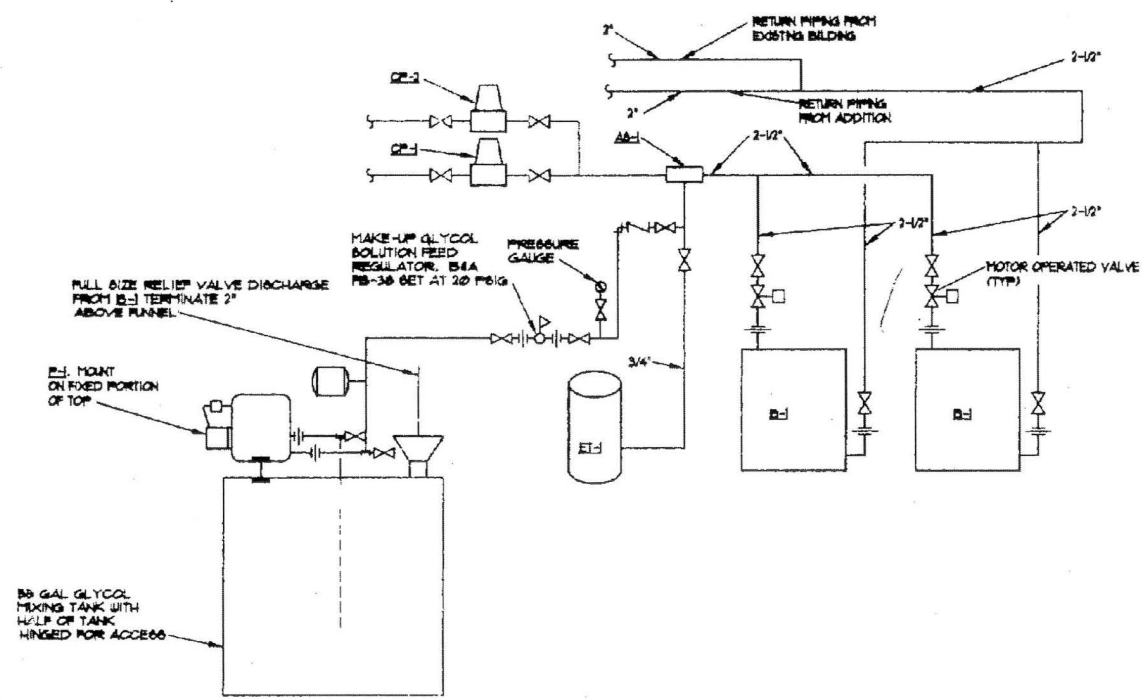 2"
RETURN PIPING FROM
EXISTING BILDING
2-1/2"
CP-2
2"
RETURN PIPING
FROM ADDITION
AS-1
2-1/2"
CP-1
MAKE-UP GLYCOL
SOLUTION FEED
REGULATOR, B&A
PB-38 SET AT 20 PSIG
PRESSURE
GAUGE
2-1/2"
2-1/2"
MOTOR OPERATED VALVE
(TYP)
FULL SIZE RELIEF VALVE DISCHARGE
FROM B-1 TERMINATE 2"
ABOVE FUNNEL
3/4"
P-1, MOUNT
ON FIXED PORTION
OF TOP
ET-1
B-1
B-1
55 GAL GLYCOL
MIXING TANK WITH
HALF OF TANK
HINGED FOR ACCESS